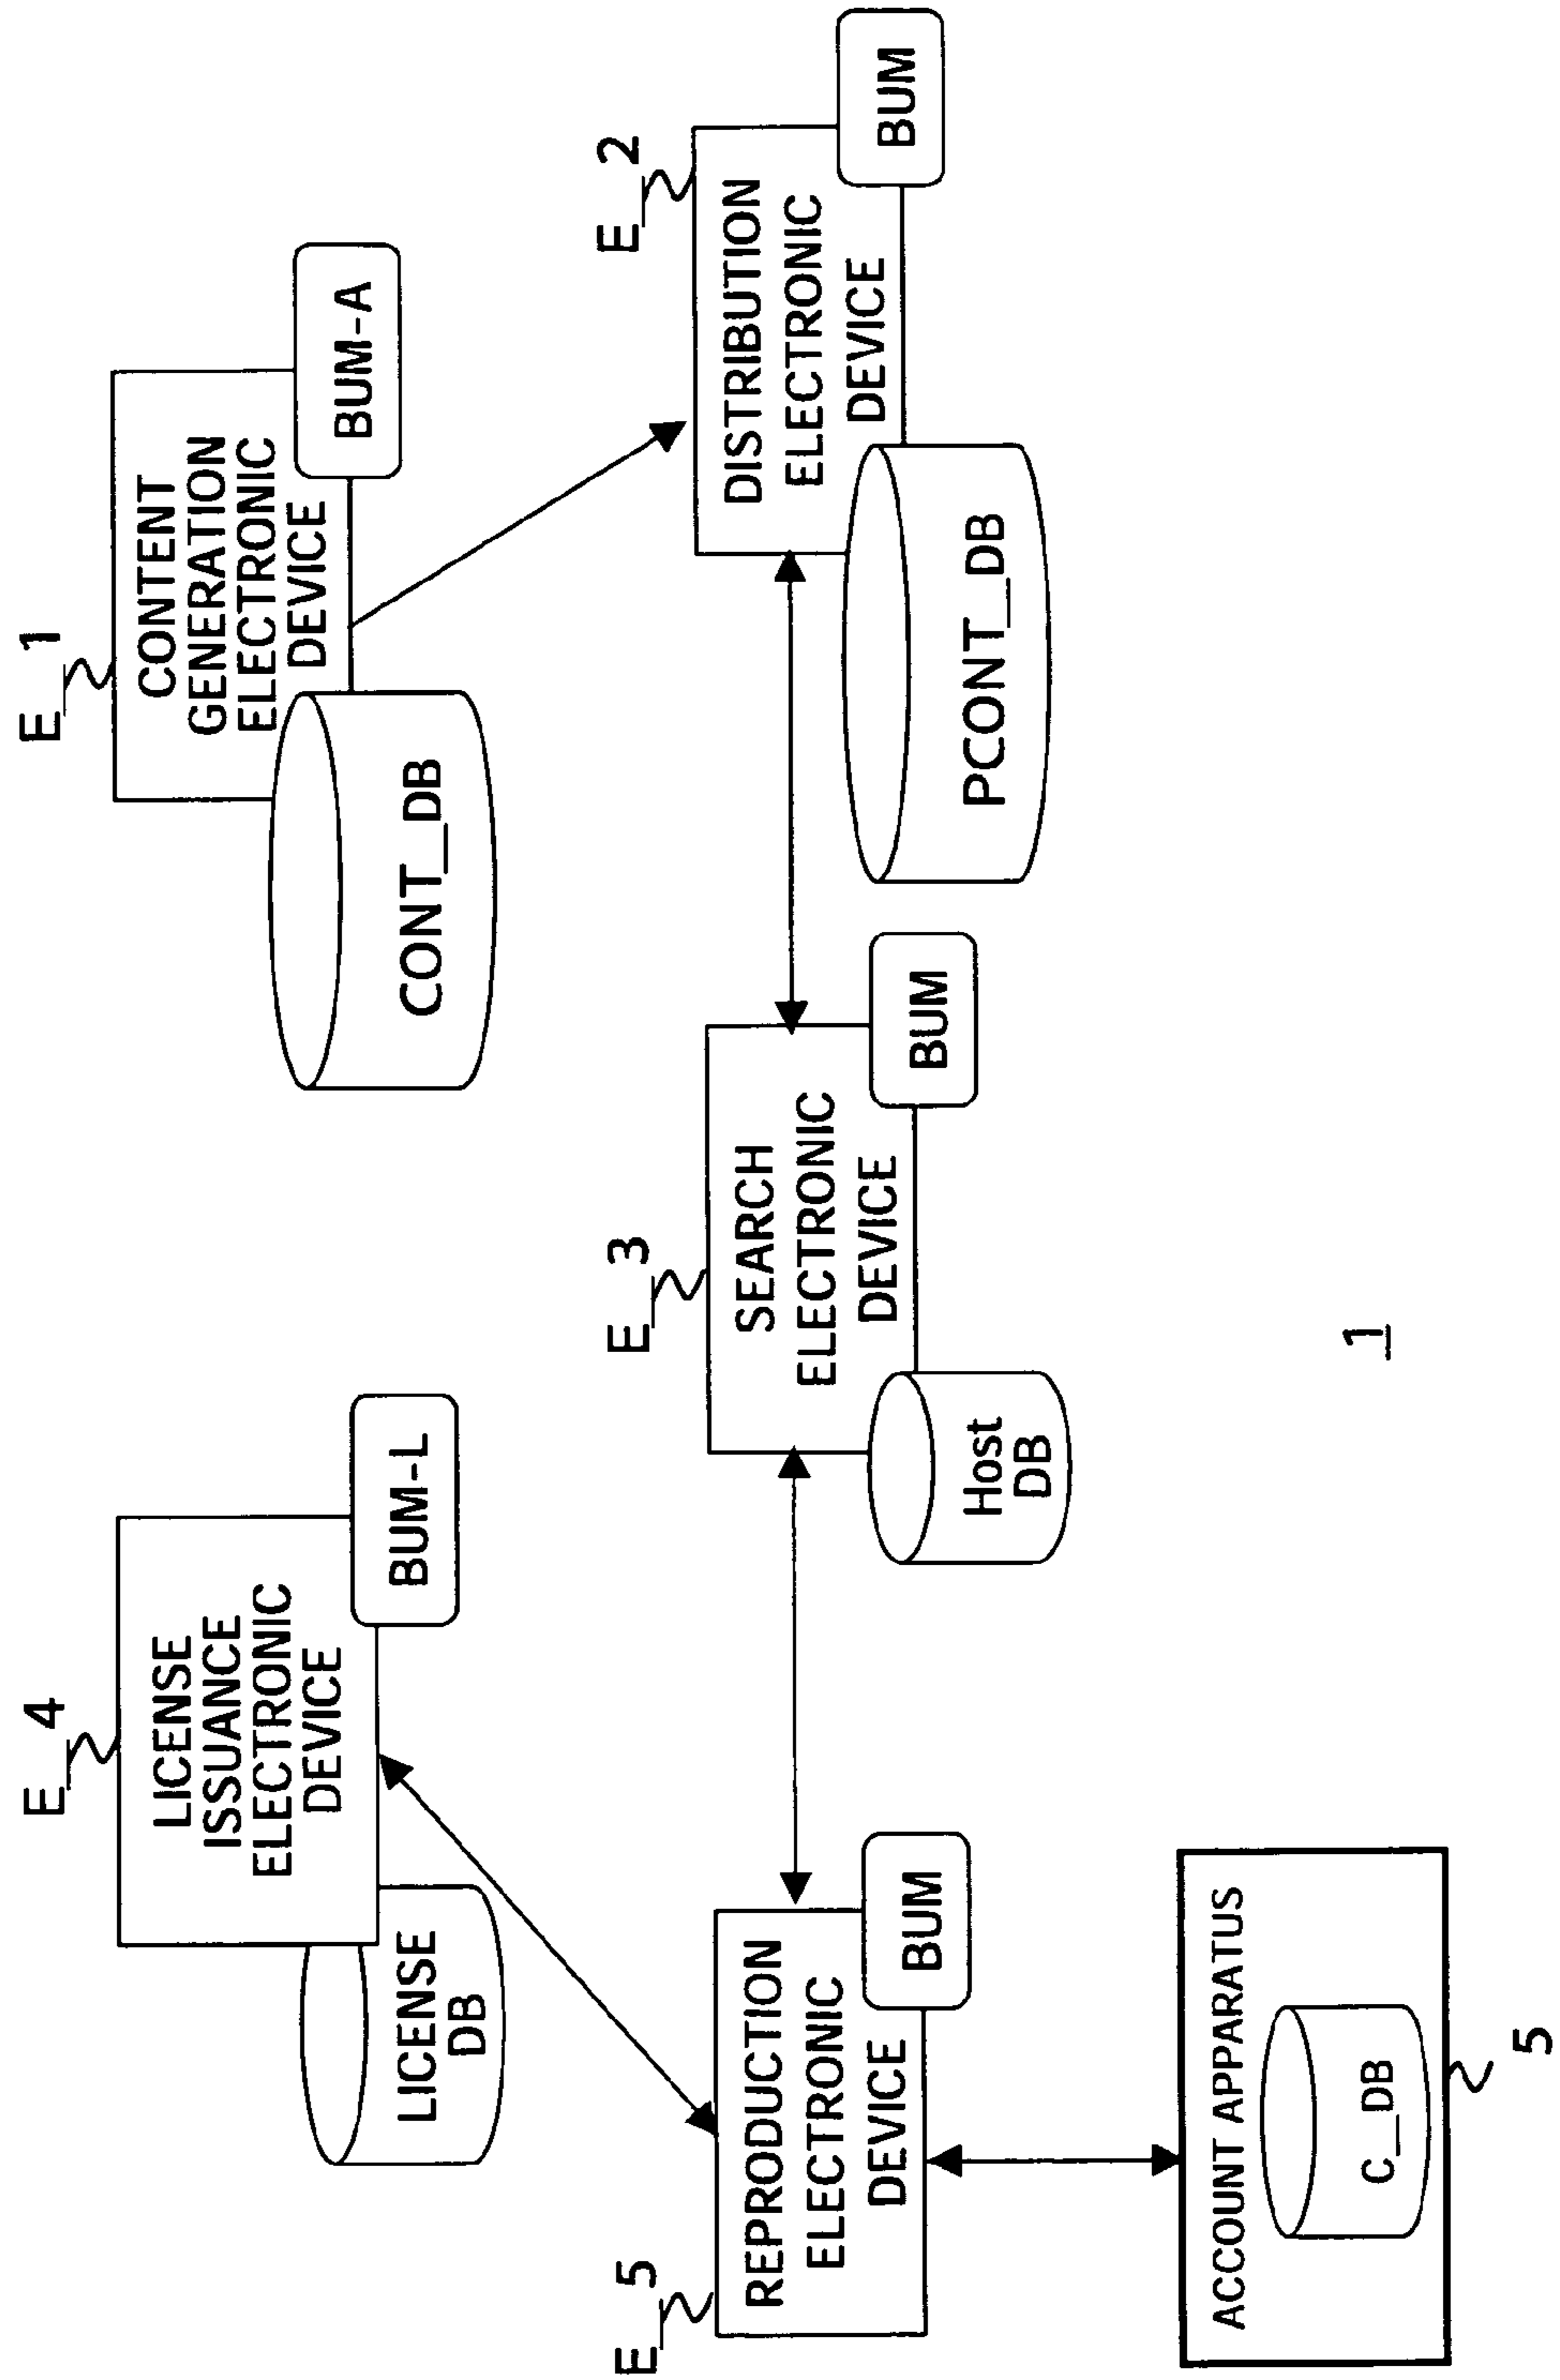 E_4
LICENSE
ISSUANCE
ELECTRONIC
DEVICE
BUM-L
LICENSE
DB
E_1
CONTENT
GENERATION
ELECTRONIC
DEVICE
BUM-A
CONT_DB
E_5
REPRODUCTION
ELECTRONIC
DEVICE
BUM
E_3
SEARCH
ELECTRONIC
DEVICE
BUM
Host
DB
E_2
DISTRIBUTION
ELECTRONIC
DEVICE
BUM
PCONT_DB
ACCOUNT APPARATUS
C_DB
5
1